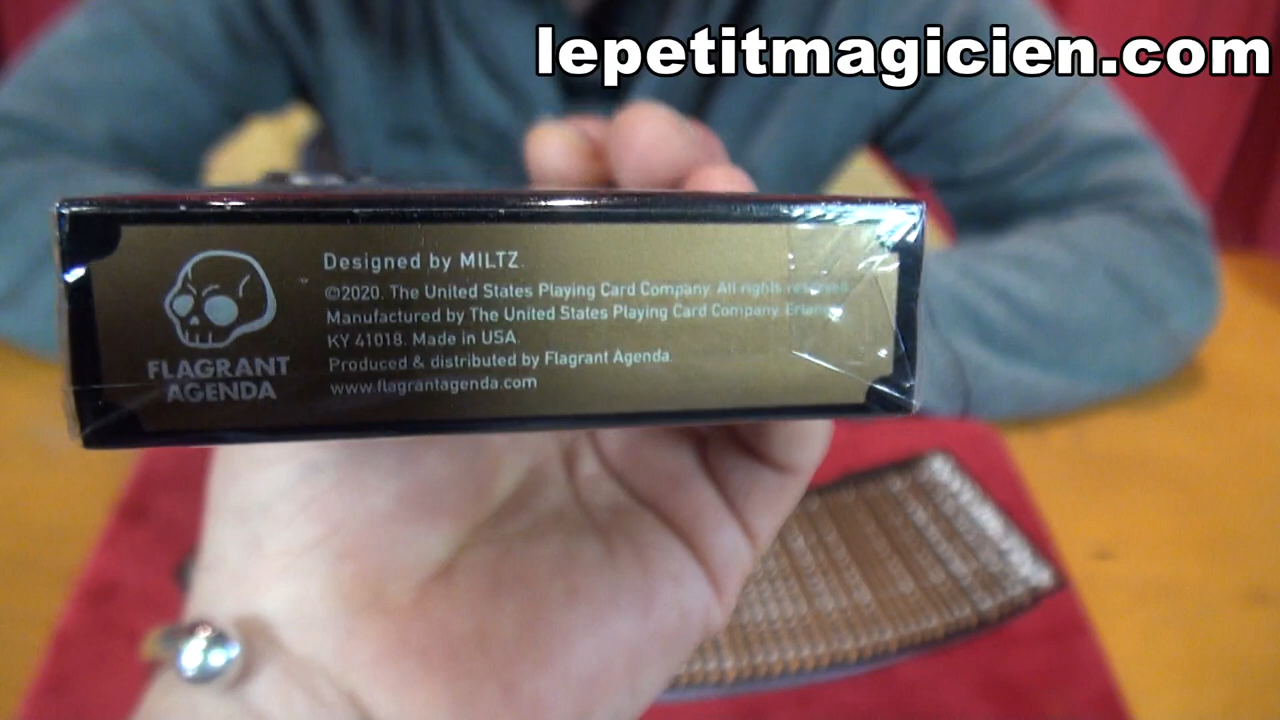 lepetitmagicien.com
Designed by MILTZ.
©2020. The United States Playing Card Company. All rights reserved
Manufactured by The United States Playing Card Company. Erlanger
KY 41018. Made in USA.
Produced & distributed by Flagrant Agenda.
www.flagrantagenda.com
FLAGRANT
AGENDA